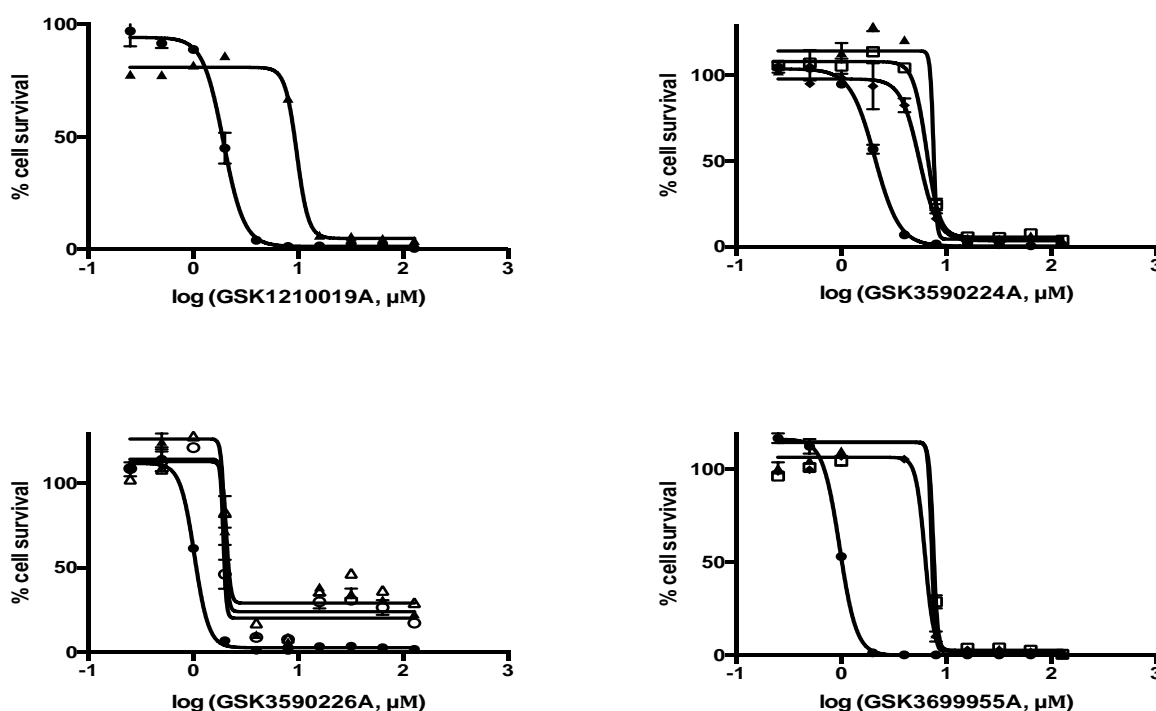 100
50
0
% cell survival
-1 0 1 2 3
log (GSK1210019A, µM)
100
50
0
% cell survival
-1 0 1 2 3
log (GSK3590224A, µM)
100
50
0
% cell survival
-1 0 1 2 3
log (GSK3590226A, µM)
100
50
0
% cell survival
-1 0 1 2 3
log (GSK3699955A, µM)